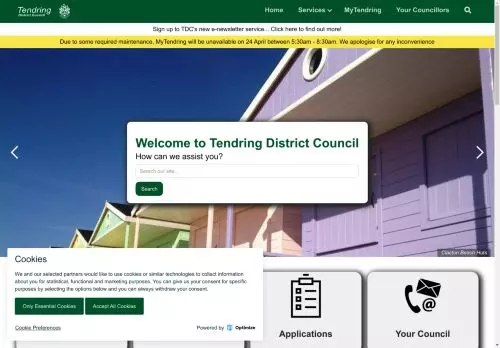 Tendring
District Council
Home
Services
MyTendring
Your Councillors
Sign up to TDC's new e-newsletter service... Click here to find out more!
Due to some required maintenance, MyTendring will be unavailable on 24 April between 5:30am - 8:30am. We apologise for any inconvenience
Welcome to Tendring District Council
How can we assist you?
Search our site...
Search
Clacton Beach Huts
Cookies
We and our selected partners would like to use cookies or similar technologies to collect information
about you for statistical, functional and marketing purposes. You can give us your consent for specific
purposes by selecting the options below and you can always withdraw your consent.
Only Essential Cookies
Accept All Cookies
Cookie Preferences
Powered by Optimize
Applications
Your Council